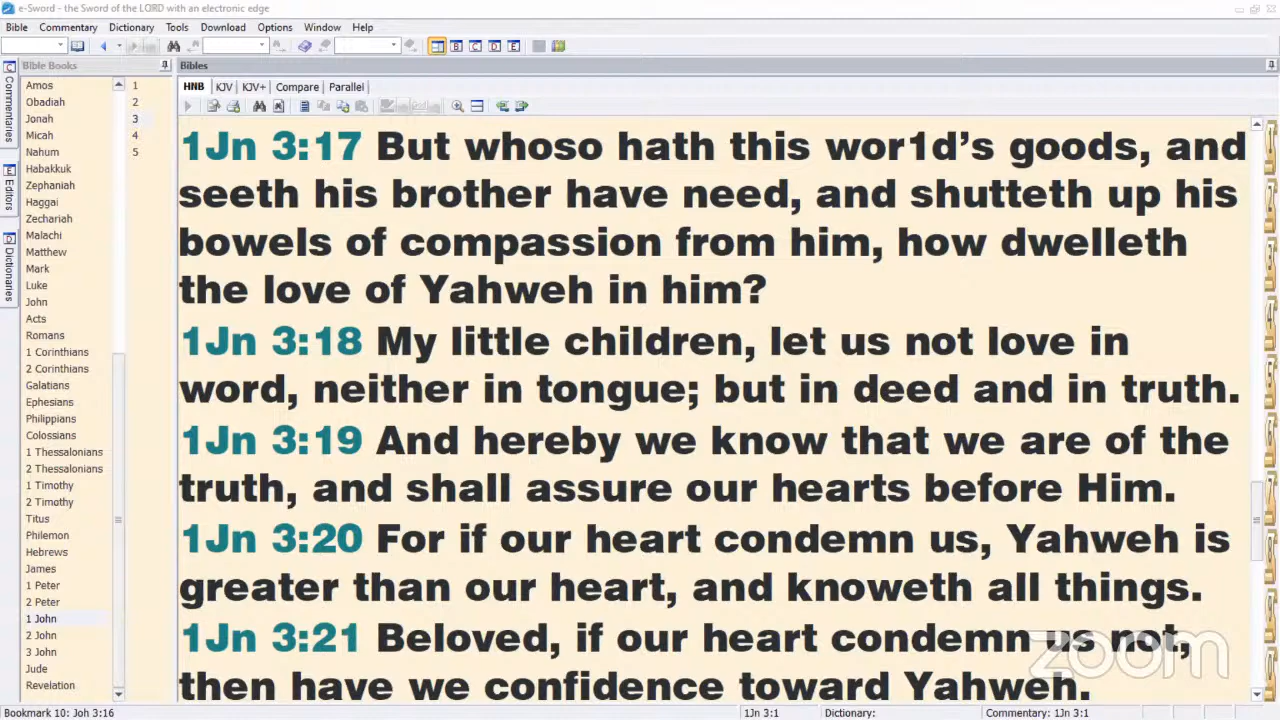 e-Sword - the Sword of the LORD with an electronic edge
Bible Commentary Dictionary Tools Download Options Window Help
B C D E
Bible Books
Bibles
HNB KJV KJV+ Compare Parallel
C Commentaries
E Editors
D Dictionaries
Amos
Obadiah
Jonah
Micah
Nahum
Habakkuk
Zephaniah
Haggai
Zechariah
Malachi
Matthew
Mark
Luke
John
Acts
Romans
1 Corinthians
2 Corinthians
Galatians
Ephesians
Philippians
Colossians
1 Thessalonians
2 Thessalonians
1 Timothy
2 Timothy
Titus
Philemon
Hebrews
James
1 Peter
2 Peter
1 John
2 John
3 John
Jude
Revelation
1
2
3
4
5
1Jn 3:17 But whoso hath this wor1d’s goods, and
seeth his brother have need, and shutteth up his
bowels of compassion from him, how dwelleth
the love of Yahweh in him?
1Jn 3:18 My little children, let us not love in
word, neither in tongue; but in deed and in truth.
1Jn 3:19 And hereby we know that we are of the
truth, and shall assure our hearts before Him.
1Jn 3:20 For if our heart condemn us, Yahweh is
greater than our heart, and knoweth all things.
1Jn 3:21 Beloved, if our heart condemn us not,
then have we confidence toward Yahweh.
zoom
Bookmark 10: Joh 3:16
1Jn 3:1
Dictionary:
Commentary: 1Jn 3:1